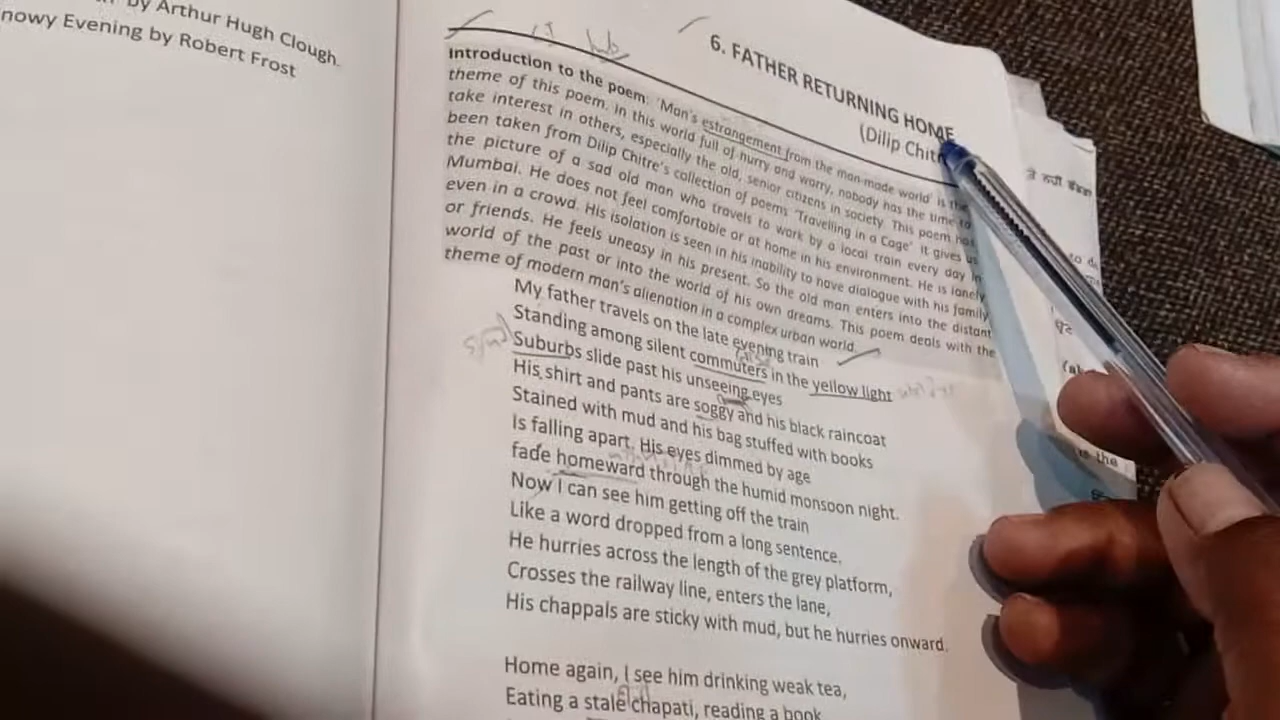 by Arthur Hugh Clough.
nowy Evening by Robert Frost
6. FATHER RETURNING HOME
(Dilip Chit
Introduction to the poem: 'Man's estrangement from the man-made world' is the
theme of this poem. In this world full of hurry and worry, nobody has the time to
take interest in others, especially the old, senior citizens in society. This poem has
been taken from Dilip Chitre's collection of poems 'Travelling in a Cage' It gives us
the picture of a sad old man who travels to work by a local train every day in
Mumbai. He does not feel comfortable or at home in his environment. He is lonely
even in a crowd. His isolation is seen in his inability to have dialogue with his family
or friends. He feels uneasy in his present. So the old man enters into the distant
world of the past or into the world of his own dreams. This poem deals with the
theme of modern man's alienation in a complex urban world.
My father travels on the late evening train
Standing among silent commuters in the yellow light
Suburbs slide past his unseeing eyes
His shirt and pants are soggy and his black raincoat
Stained with mud and his bag stuffed with books
Is falling apart. His eyes dimmed by age
fade homeward through the humid monsoon night.
Now I can see him getting off the train
Like a word dropped from a long sentence.
He hurries across the length of the grey platform,
Crosses the railway line, enters the lane,
His chappals are sticky with mud, but he hurries onward.
Home again, I see him drinking weak tea,
Eating a stale chapati, reading a book